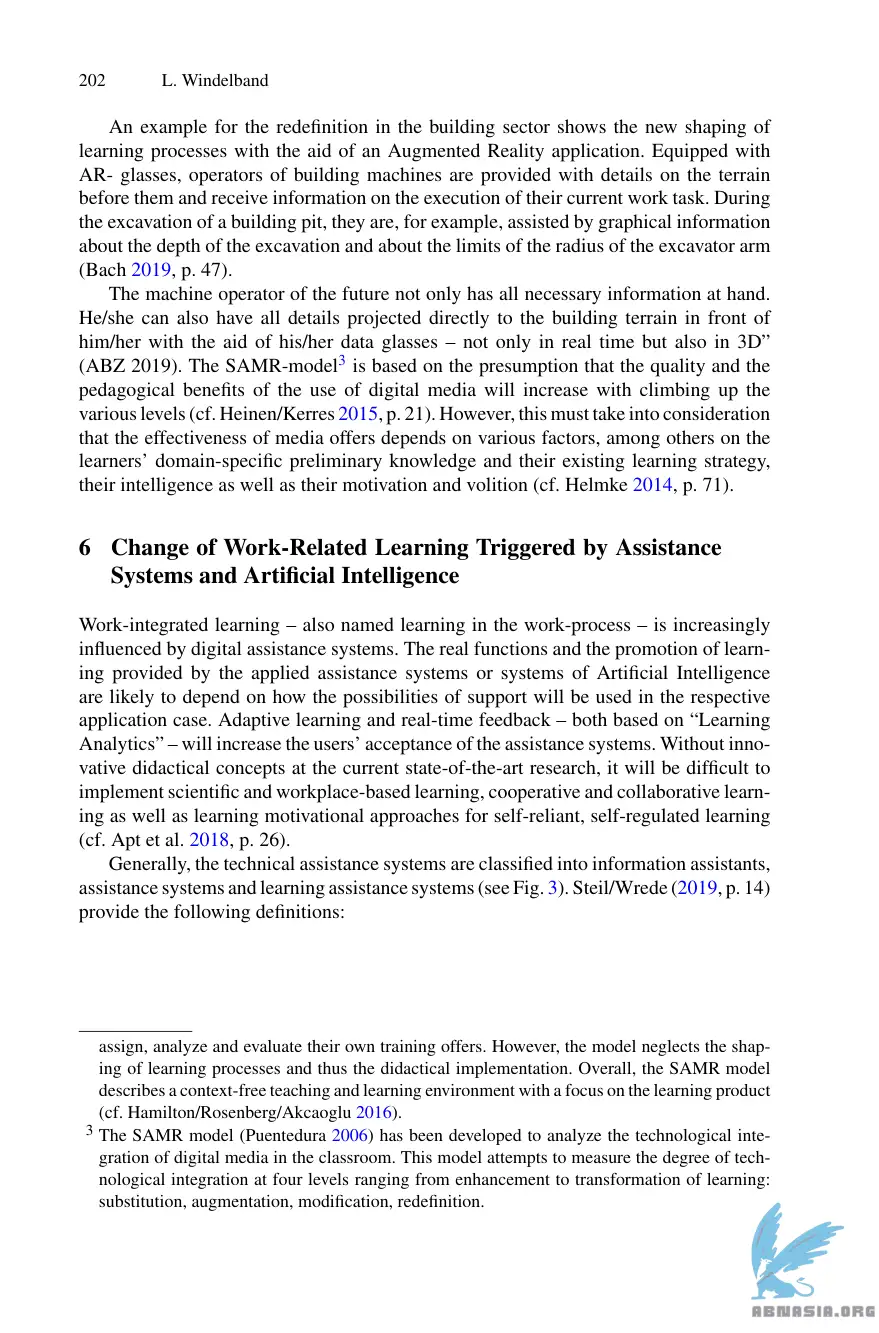 202 L. Windelband
An example for the redefinition in the building sector shows the new shaping of
learning processes with the aid of an Augmented Reality application. Equipped with
AR- glasses, operators of building machines are provided with details on the terrain
before them and receive information on the execution of their current work task. During
the excavation of a building pit, they are, for example, assisted by graphical information
about the depth of the excavation and about the limits of the radius of the excavator arm
(Bach 2019, p. 47).
The machine operator of the future not only has all necessary information at hand.
He/she can also have all details projected directly to the building terrain in front of
him/her with the aid of his/her data glasses – not only in real time but also in 3D”
(ABZ 2019). The SAMR-model3 is based on the presumption that the quality and the
pedagogical benefits of the use of digital media will increase with climbing up the
various levels (cf. Heinen/Kerres 2015, p. 21). However, this must take into consideration
that the effectiveness of media offers depends on various factors, among others on the
learners’ domain-specific preliminary knowledge and their existing learning strategy,
their intelligence as well as their motivation and volition (cf. Helmke 2014, p. 71).
6 Change of Work-Related Learning Triggered by Assistance
Systems and Artificial Intelligence
Work-integrated learning – also named learning in the work-process – is increasingly
influenced by digital assistance systems. The real functions and the promotion of learn-
ing provided by the applied assistance systems or systems of Artificial Intelligence
are likely to depend on how the possibilities of support will be used in the respective
application case. Adaptive learning and real-time feedback – both based on “Learning
Analytics” – will increase the users’ acceptance of the assistance systems. Without inno-
vative didactical concepts at the current state-of-the-art research, it will be difficult to
implement scientific and workplace-based learning, cooperative and collaborative learn-
ing as well as learning motivational approaches for self-reliant, self-regulated learning
(cf. Apt et al. 2018, p. 26).
Generally, the technical assistance systems are classified into information assistants,
assistance systems and learning assistance systems (see Fig. 3). Steil/Wrede (2019, p. 14)
provide the following definitions:
assign, analyze and evaluate their own training offers. However, the model neglects the shap-
ing of learning processes and thus the didactical implementation. Overall, the SAMR model
describes a context-free teaching and learning environment with a focus on the learning product
(cf. Hamilton/Rosenberg/Akcaoglu 2016).
3 The SAMR model (Puentedura 2006) has been developed to analyze the technological inte-
gration of digital media in the classroom. This model attempts to measure the degree of tech-
nological integration at four levels ranging from enhancement to transformation of learning:
substitution, augmentation, modification, redefinition.
ABNASIA.ORG